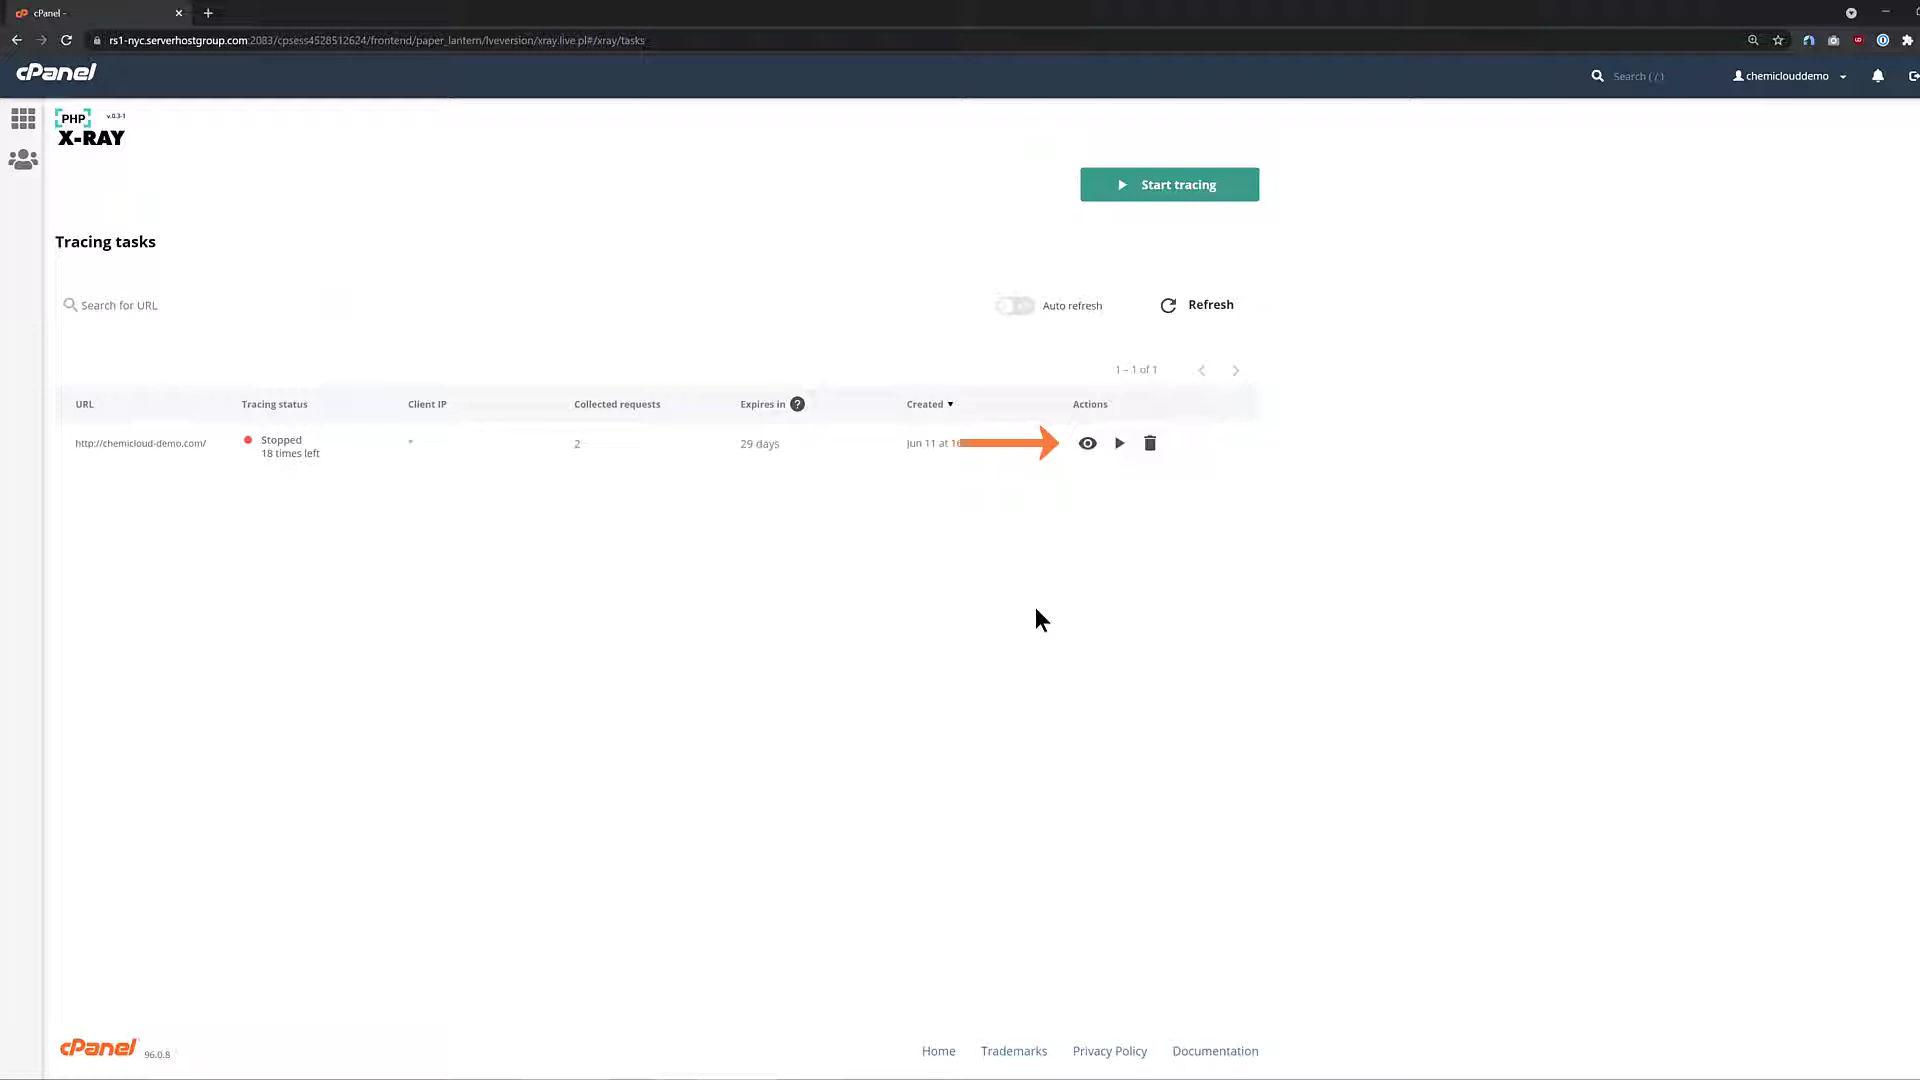 cPanel -
rs1-nyc.serverhostgroup.com:2083/cpsess4528512624/frontend/paper_lantern/lveversion/xray.live.pl#/xray/tasks
cPanel
Search ( / )
chemiclouddemo
PHP
v.0.3-1
X-RAY
Start tracing
Tracing tasks
Search for URL
Auto refresh
Refresh
1 – 1 of 1
URL
Tracing status
Client IP
Collected requests
Expires in ?
Created
Actions
http://chemicloud-demo.com/
Stopped
18 times left
*
2
29 days
Jun 11 at
cPanel
96.0.8
Home
Trademarks
Privacy Policy
Documentation